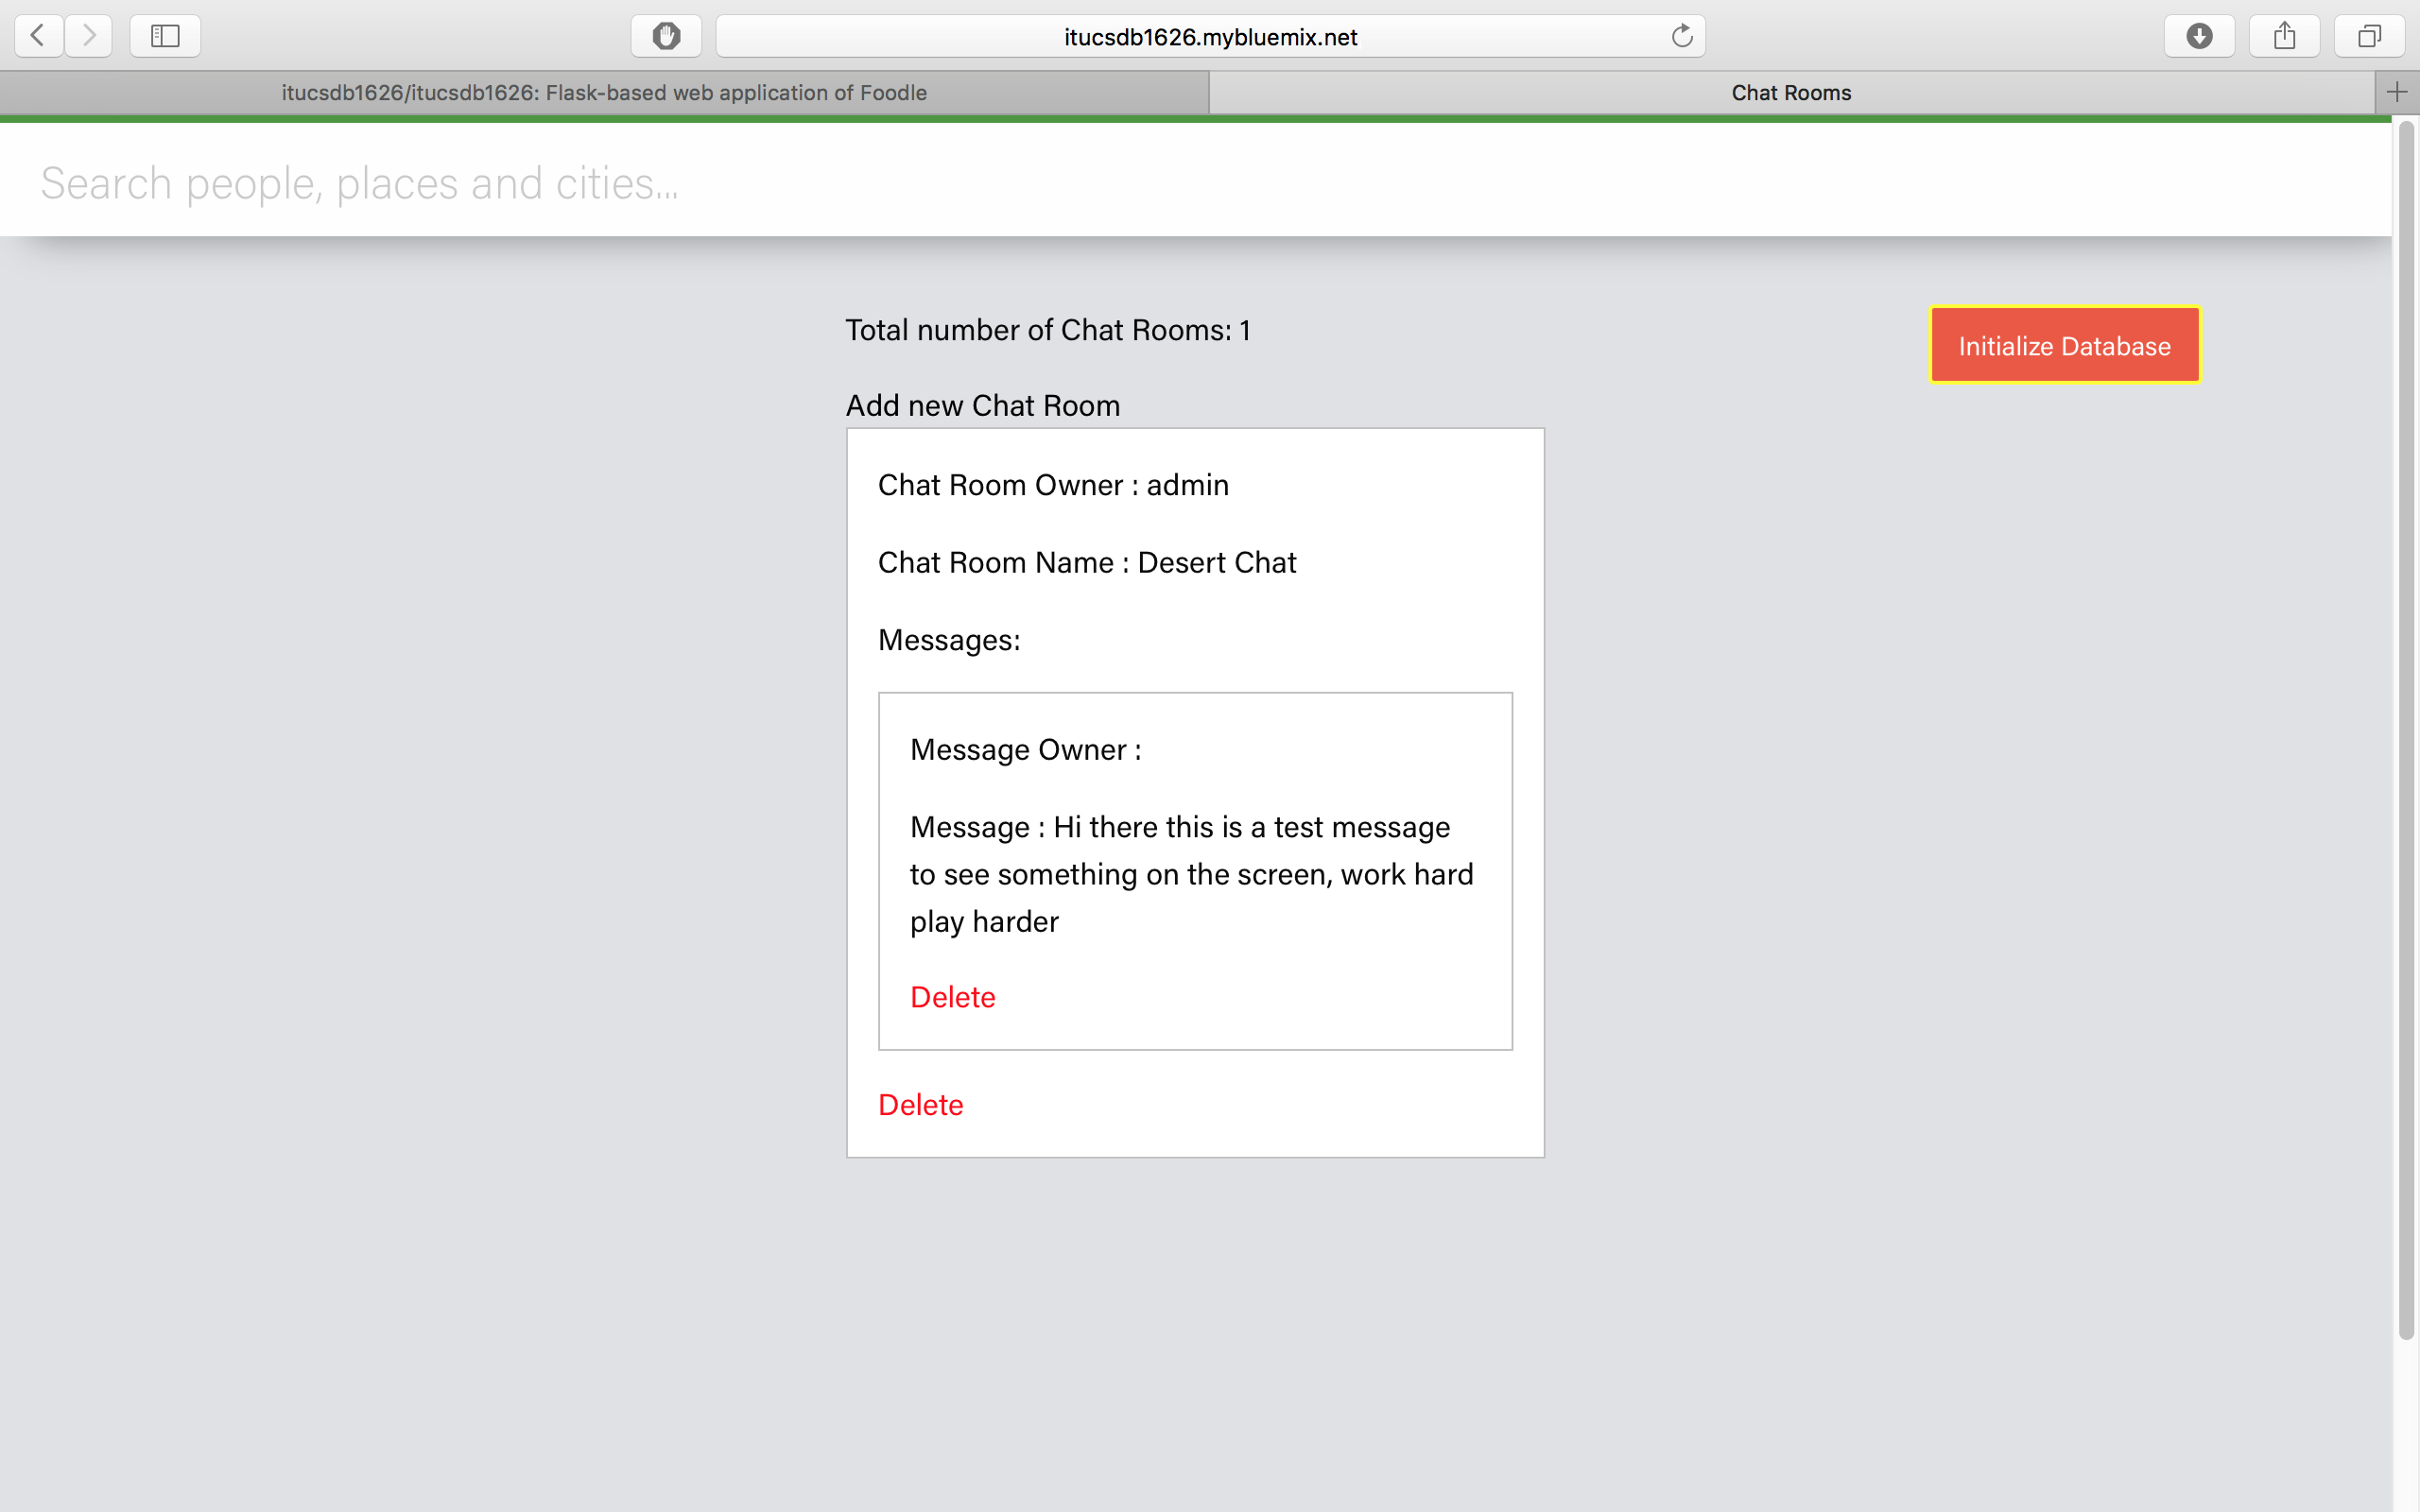 itucsdb1626.mybluemix.net
itucsdb1626/itucsdb1626: Flask-based web application of Foodle
Chat Rooms
Search people, places and cities...
Total number of Chat Rooms: 1
Initialize Database
Add new Chat Room
Chat Room Owner : admin
Chat Room Name : Desert Chat
Messages:
Message Owner :
Message : Hi there this is a test message
to see something on the screen, work hard
play harder
Delete
Delete